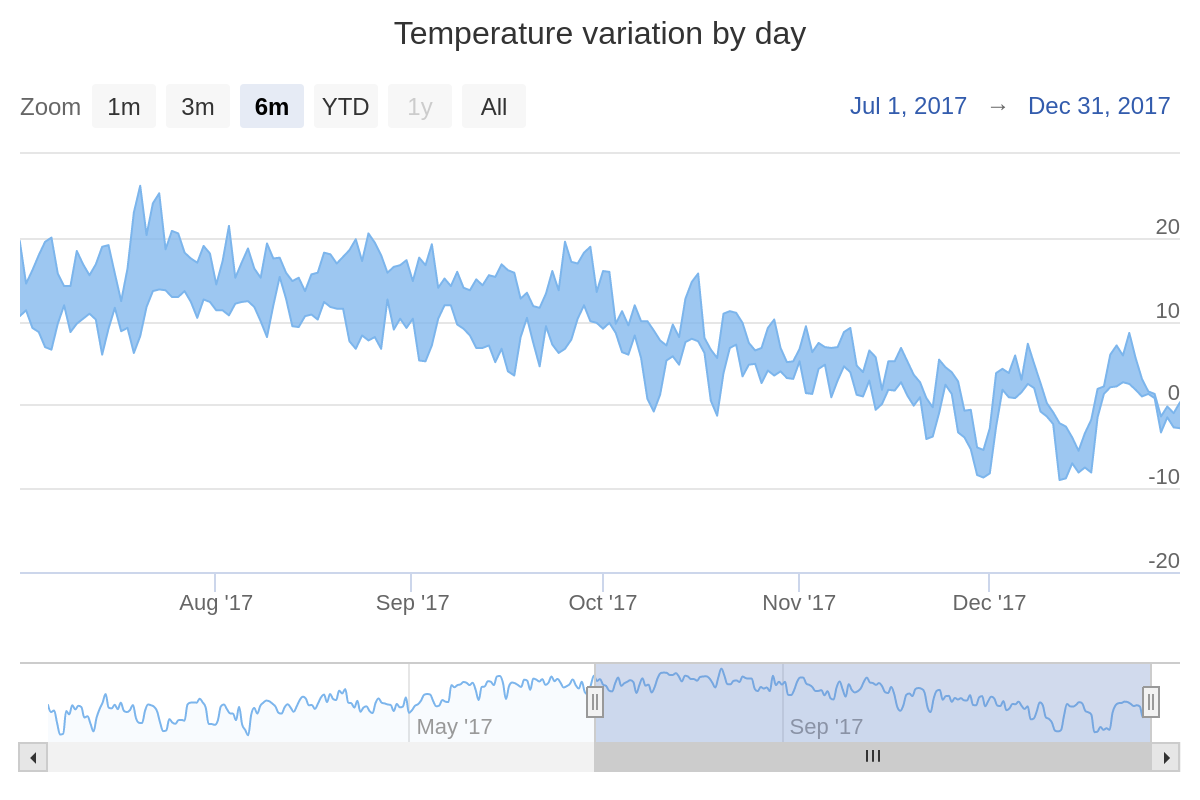 Temperature variation by day
Zoom 1m 3m 6m YTD 1y All Jul 1, 2017 → Dec 31, 2017
20
10
0
-10
-20
Aug '17 Sep '17 Oct '17 Nov '17 Dec '17
May '17 Sep '17